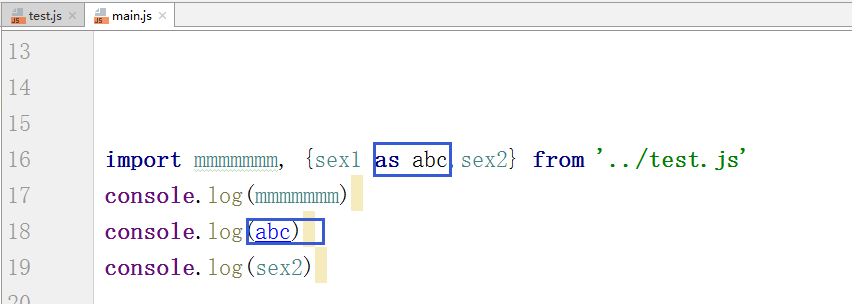 test.js × main.js ×
13
14
15
16 import mmmmmmm, {sex1 as abc,sex2} from '../test.js'
17 console.log(mmmmmmm)
18 console.log(abc)
19 console.log(sex2)
20